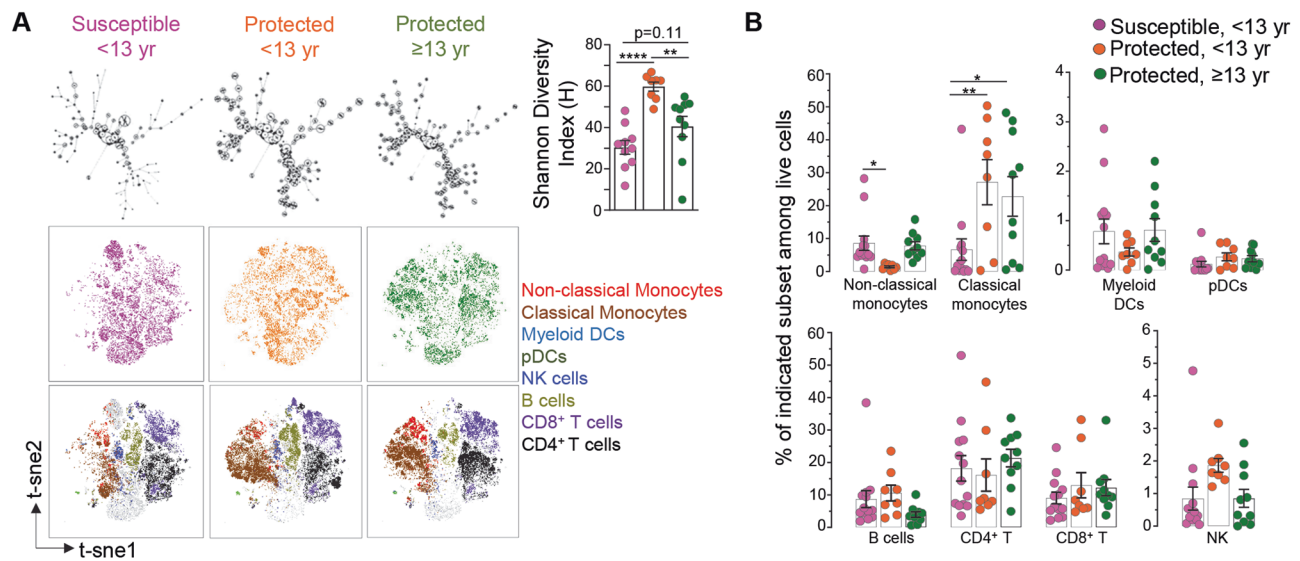 A
Susceptible
<13 yr
Protected
<13 yr
Protected
≥13 yr
Shannon Diversity
Index (H)
80
60
40
30
0
p=0.11
****
**
Non-classical Monocytes
Classical Monocytes
Myeloid DCs
pDCs
NK cells
B cells
CD8⁺ T cells
CD4⁺ T cells
t-sne2
t-sne1
B
Susceptible, <13 yr
Protected, <13 yr
Protected, ≥13 yr
% of indicated subset among live cells
60
50
40
30
20
10
0
*
*
**
Non-classical
monocytes
Classical
monocytes
4
3
2
1
0
Myeloid
DCs
pDCs
60
50
40
30
20
10
0
B cells
CD4⁺ T
CD8⁺ T
6
5
4
3
2
1
0
NK